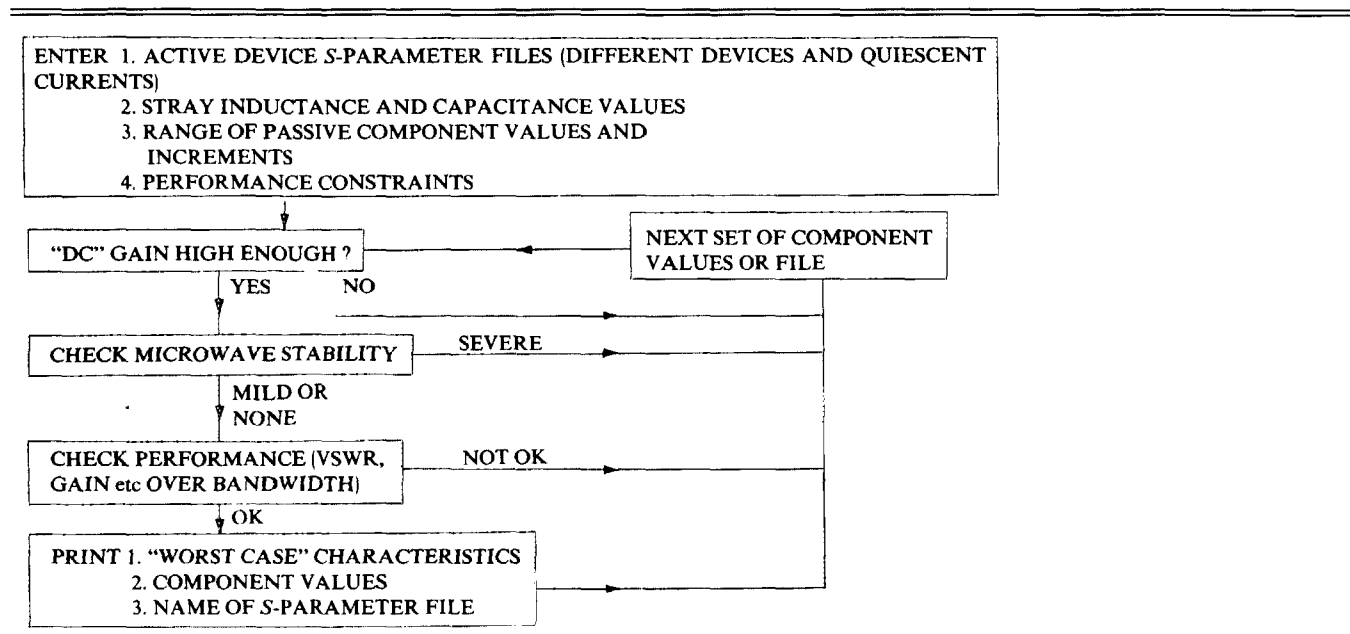 ENTER 1. ACTIVE DEVICE S-PARAMETER FILES (DIFFERENT DEVICES AND QUIESCENT
CURRENTS)
2. STRAY INDUCTANCE AND CAPACITANCE VALUES
3. RANGE OF PASSIVE COMPONENT VALUES AND
INCREMENTS
4. PERFORMANCE CONSTRAINTS
"DC" GAIN HIGH ENOUGH ?
NEXT SET OF COMPONENT
VALUES OR FILE
YES NO
CHECK MICROWAVE STABILITY
SEVERE
MILD OR
NONE
CHECK PERFORMANCE (VSWR,
GAIN etc OVER BANDWIDTH)
NOT OK
OK
PRINT 1. "WORST CASE" CHARACTERISTICS
2. COMPONENT VALUES
3. NAME OF S-PARAMETER FILE